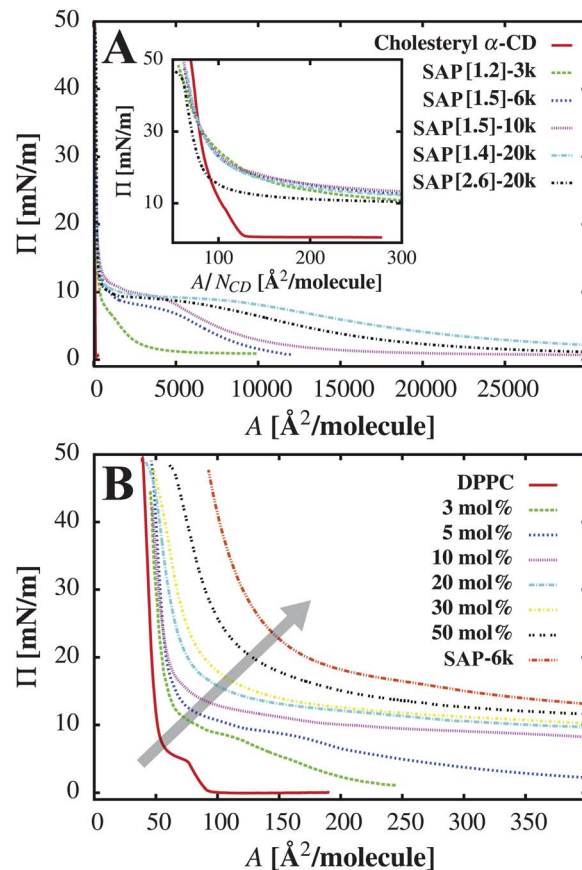 A
Cholesteryl α-CD
SAP[1.2]-3k
SAP[1.5]-6k
SAP[1.5]-10k
SAP[1.4]-20k
SAP[2.6]-20k
50
40
30
20
10
0
Π [mN/m]
50
30
10
Π [mN/m]
100
200
300
A/N_CD [Å²/molecule]
0
5000
10000
15000
20000
25000
A [Å²/molecule]
B
DPPC
3 mol%
5 mol%
10 mol%
20 mol%
30 mol%
50 mol%
SAP-6k
50
40
30
20
10
0
Π [mN/m]
0
50
100
150
200
250
300
350
A [Å²/molecule]